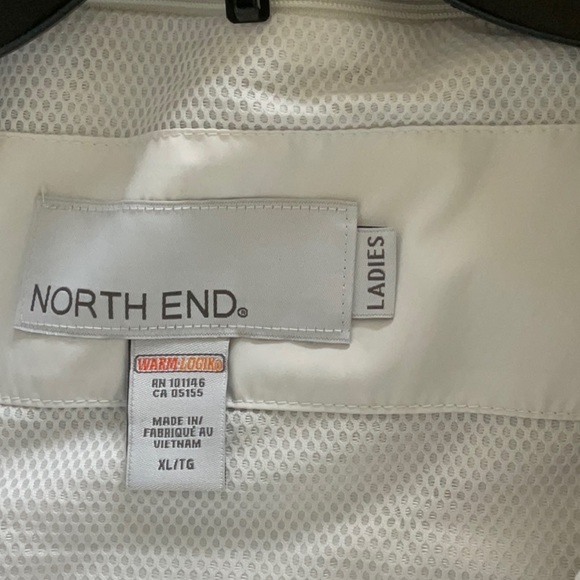 NORTH END®
LADIES
WARM•LOGIK®
RN 101146
CA 05155
MADE IN/
FABRIQUÉ AU
VIETNAM
XL/TG